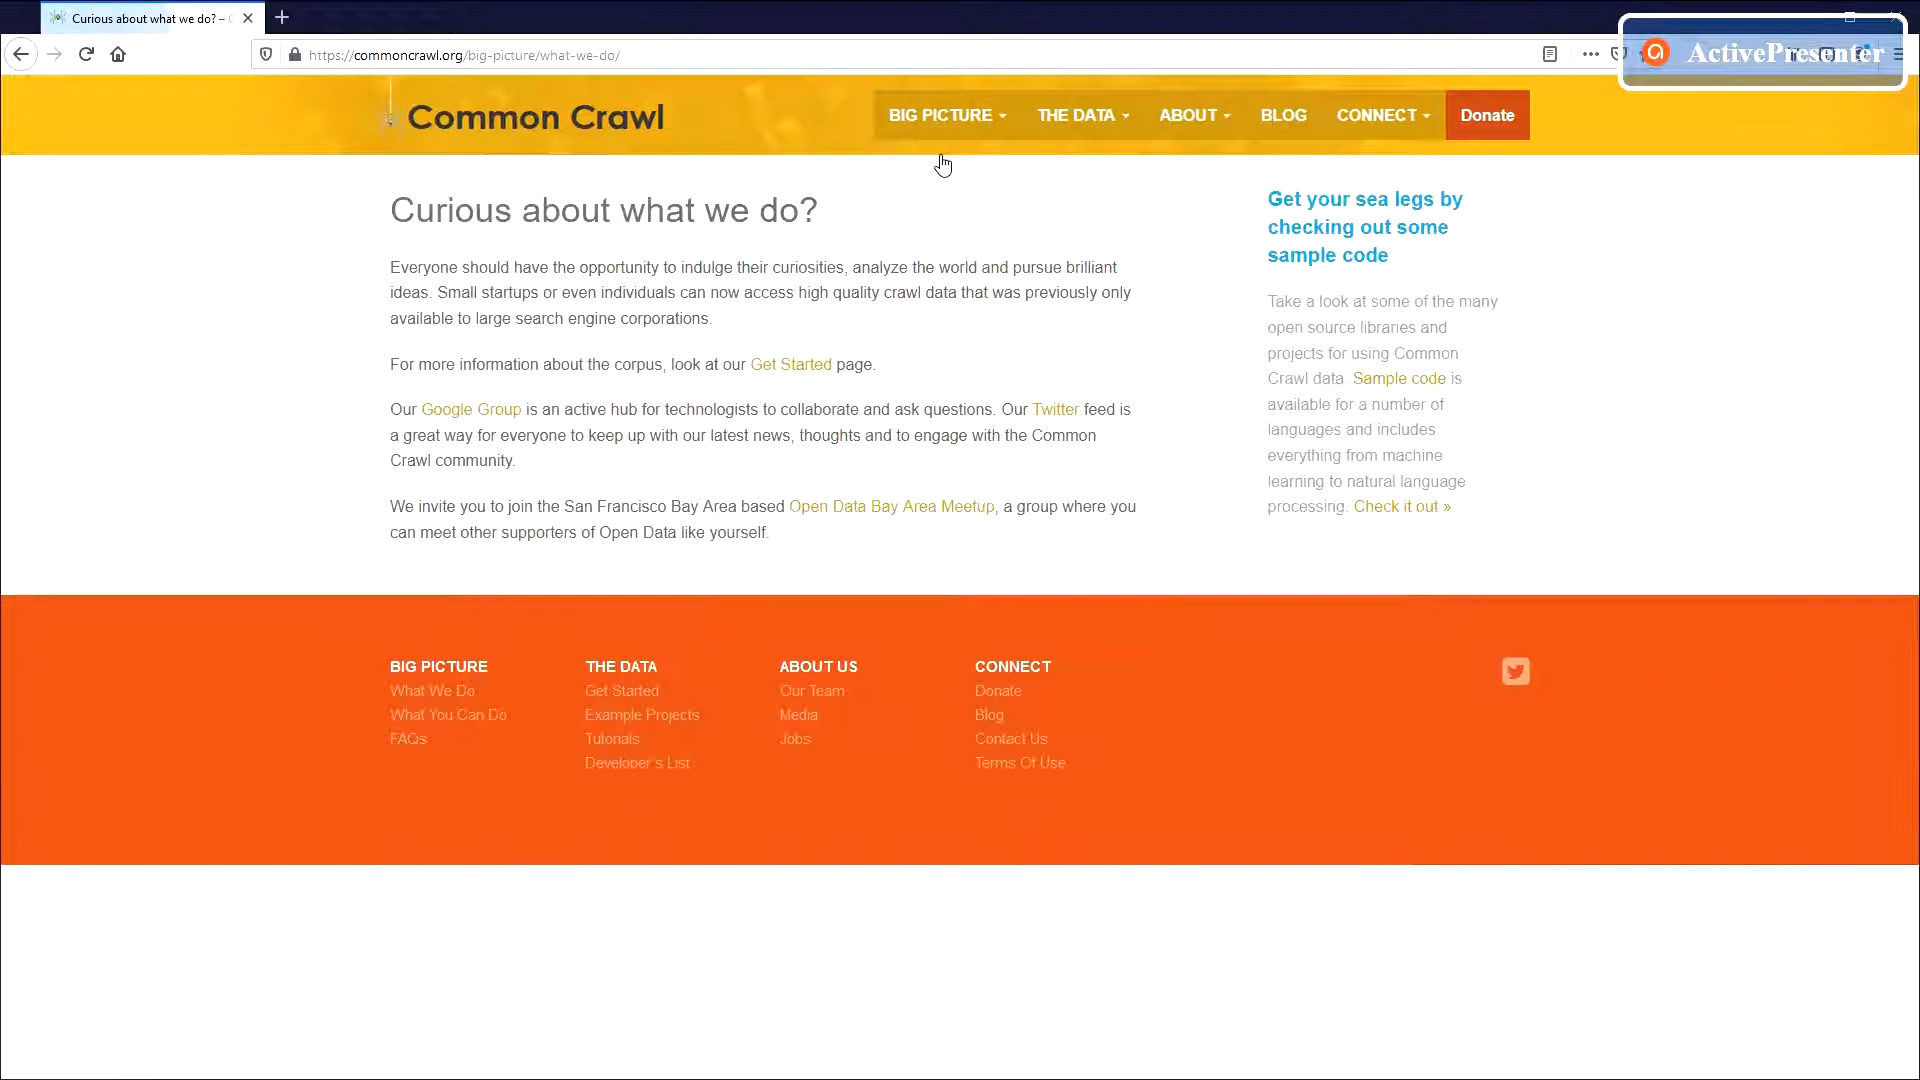 Curious about what we do? – C
https://commoncrawl.org/big-picture/what-we-do/
ActivePresenter
Common Crawl
BIG PICTURE
THE DATA
ABOUT
BLOG
CONNECT
Donate
Curious about what we do?
Everyone should have the opportunity to indulge their curiosities, analyze the world and pursue brilliant
ideas. Small startups or even individuals can now access high quality crawl data that was previously only
available to large search engine corporations.
For more information about the corpus, look at our Get Started page.
Our Google Group is an active hub for technologists to collaborate and ask questions. Our Twitter feed is
a great way for everyone to keep up with our latest news, thoughts and to engage with the Common
Crawl community.
We invite you to join the San Francisco Bay Area based Open Data Bay Area Meetup, a group where you
can meet other supporters of Open Data like yourself.
Get your sea legs by
checking out some
sample code
Take a look at some of the many
open source libraries and
projects for using Common
Crawl data. Sample code is
available for a number of
languages and includes
everything from machine
learning to natural language
processing. Check it out »
BIG PICTURE
What We Do
What You Can Do
FAQs
THE DATA
Get Started
Example Projects
Tutorials
Developer's List
ABOUT US
Our Team
Media
Jobs
CONNECT
Donate
Blog
Contact Us
Terms Of Use